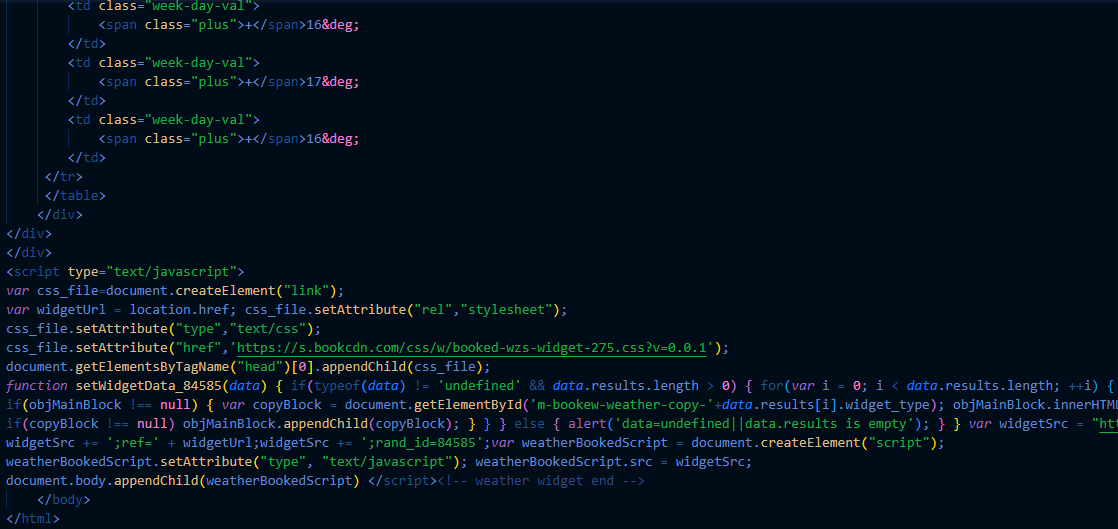 <td class="week-day-val">
<span class="plus">+</span>16&deg;
</td>
<td class="week-day-val">
<span class="plus">+</span>17&deg;
</td>
<td class="week-day-val">
<span class="plus">+</span>16&deg;
</td>
</tr>
</table>
</div>
</div>
</div>
<script type="text/javascript">
var css_file=document.createElement("link");
var widgetUrl = location.href; css_file.setAttribute("rel","stylesheet");
css_file.setAttribute("type","text/css");
css_file.setAttribute("href",'https://s.bookcdn.com/css/w/booked-wzs-widget-275.css?v=0.0.1');
document.getElementsByTagName("head")[0].appendChild(css_file);
function setWidgetData_84585(data) { if(typeof(data) != 'undefined' && data.results.length > 0) { for(var i = 0; i < data.results.length; ++i) {
if(objMainBlock !== null) { var copyBlock = document.getElementById('m-bookew-weather-copy-'+data.results[i].widget_type); objMainBlock.innerHTML
if(copyBlock !== null) objMainBlock.appendChild(copyBlock); } } } else { alert('data=undefined||data.results is empty'); } } var widgetSrc = "htt
widgetSrc += ';ref=' + widgetUrl;widgetSrc += ';rand_id=84585';var weatherBookedScript = document.createElement("script");
weatherBookedScript.setAttribute("type", "text/javascript"); weatherBookedScript.src = widgetSrc;
document.body.appendChild(weatherBookedScript) </script><!-- weather widget end -->
</body>
</html>